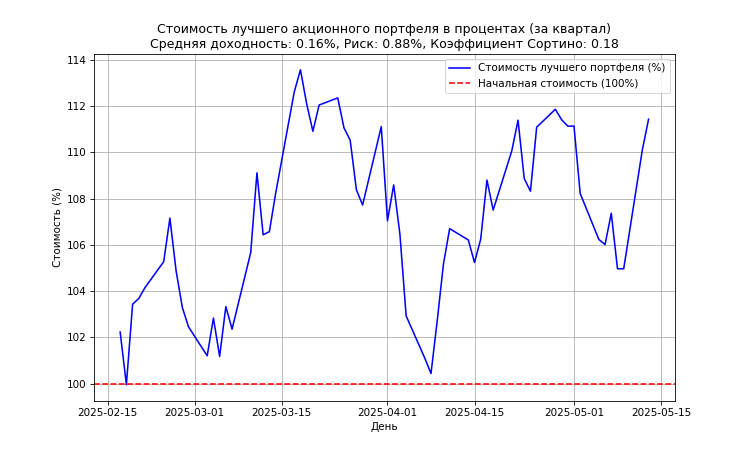 Стоимость лучшего акционного портфеля в процентах (за квартал)
Средняя доходность: 0.16%, Риск: 0.88%, Коэффициент Сортино: 0.18
Стоимость лучшего портфеля (%)
Начальная стоимость (100%)
Стоимость (%)
114
112
110
108
106
104
102
100
2025-02-15
2025-03-01
2025-03-15
2025-04-01
2025-04-15
2025-05-01
2025-05-15
День